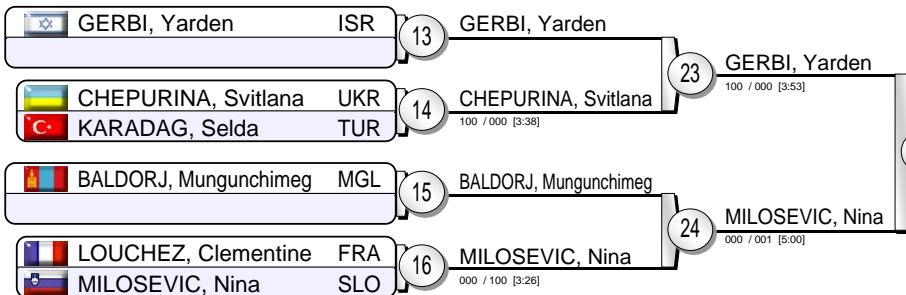 GERBI, Yarden ISR
13
GERBI, Yarden
23
GERBI, Yarden
100 / 000 [3:53]
CHEPURINA, Svitlana UKR
KARADAG, Selda TUR
14
CHEPURINA, Svitlana
100 / 000 [3:38]
BALDORJ, Mungunchimeg MGL
15
BALDORJ, Mungunchimeg
24
MILOSEVIC, Nina
000 / 001 [5:00]
LOUCHEZ, Clementine FRA
MILOSEVIC, Nina SLO
16
MILOSEVIC, Nina
000 / 100 [3:26]